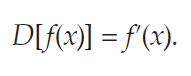 D[f(x)] = f′(x).